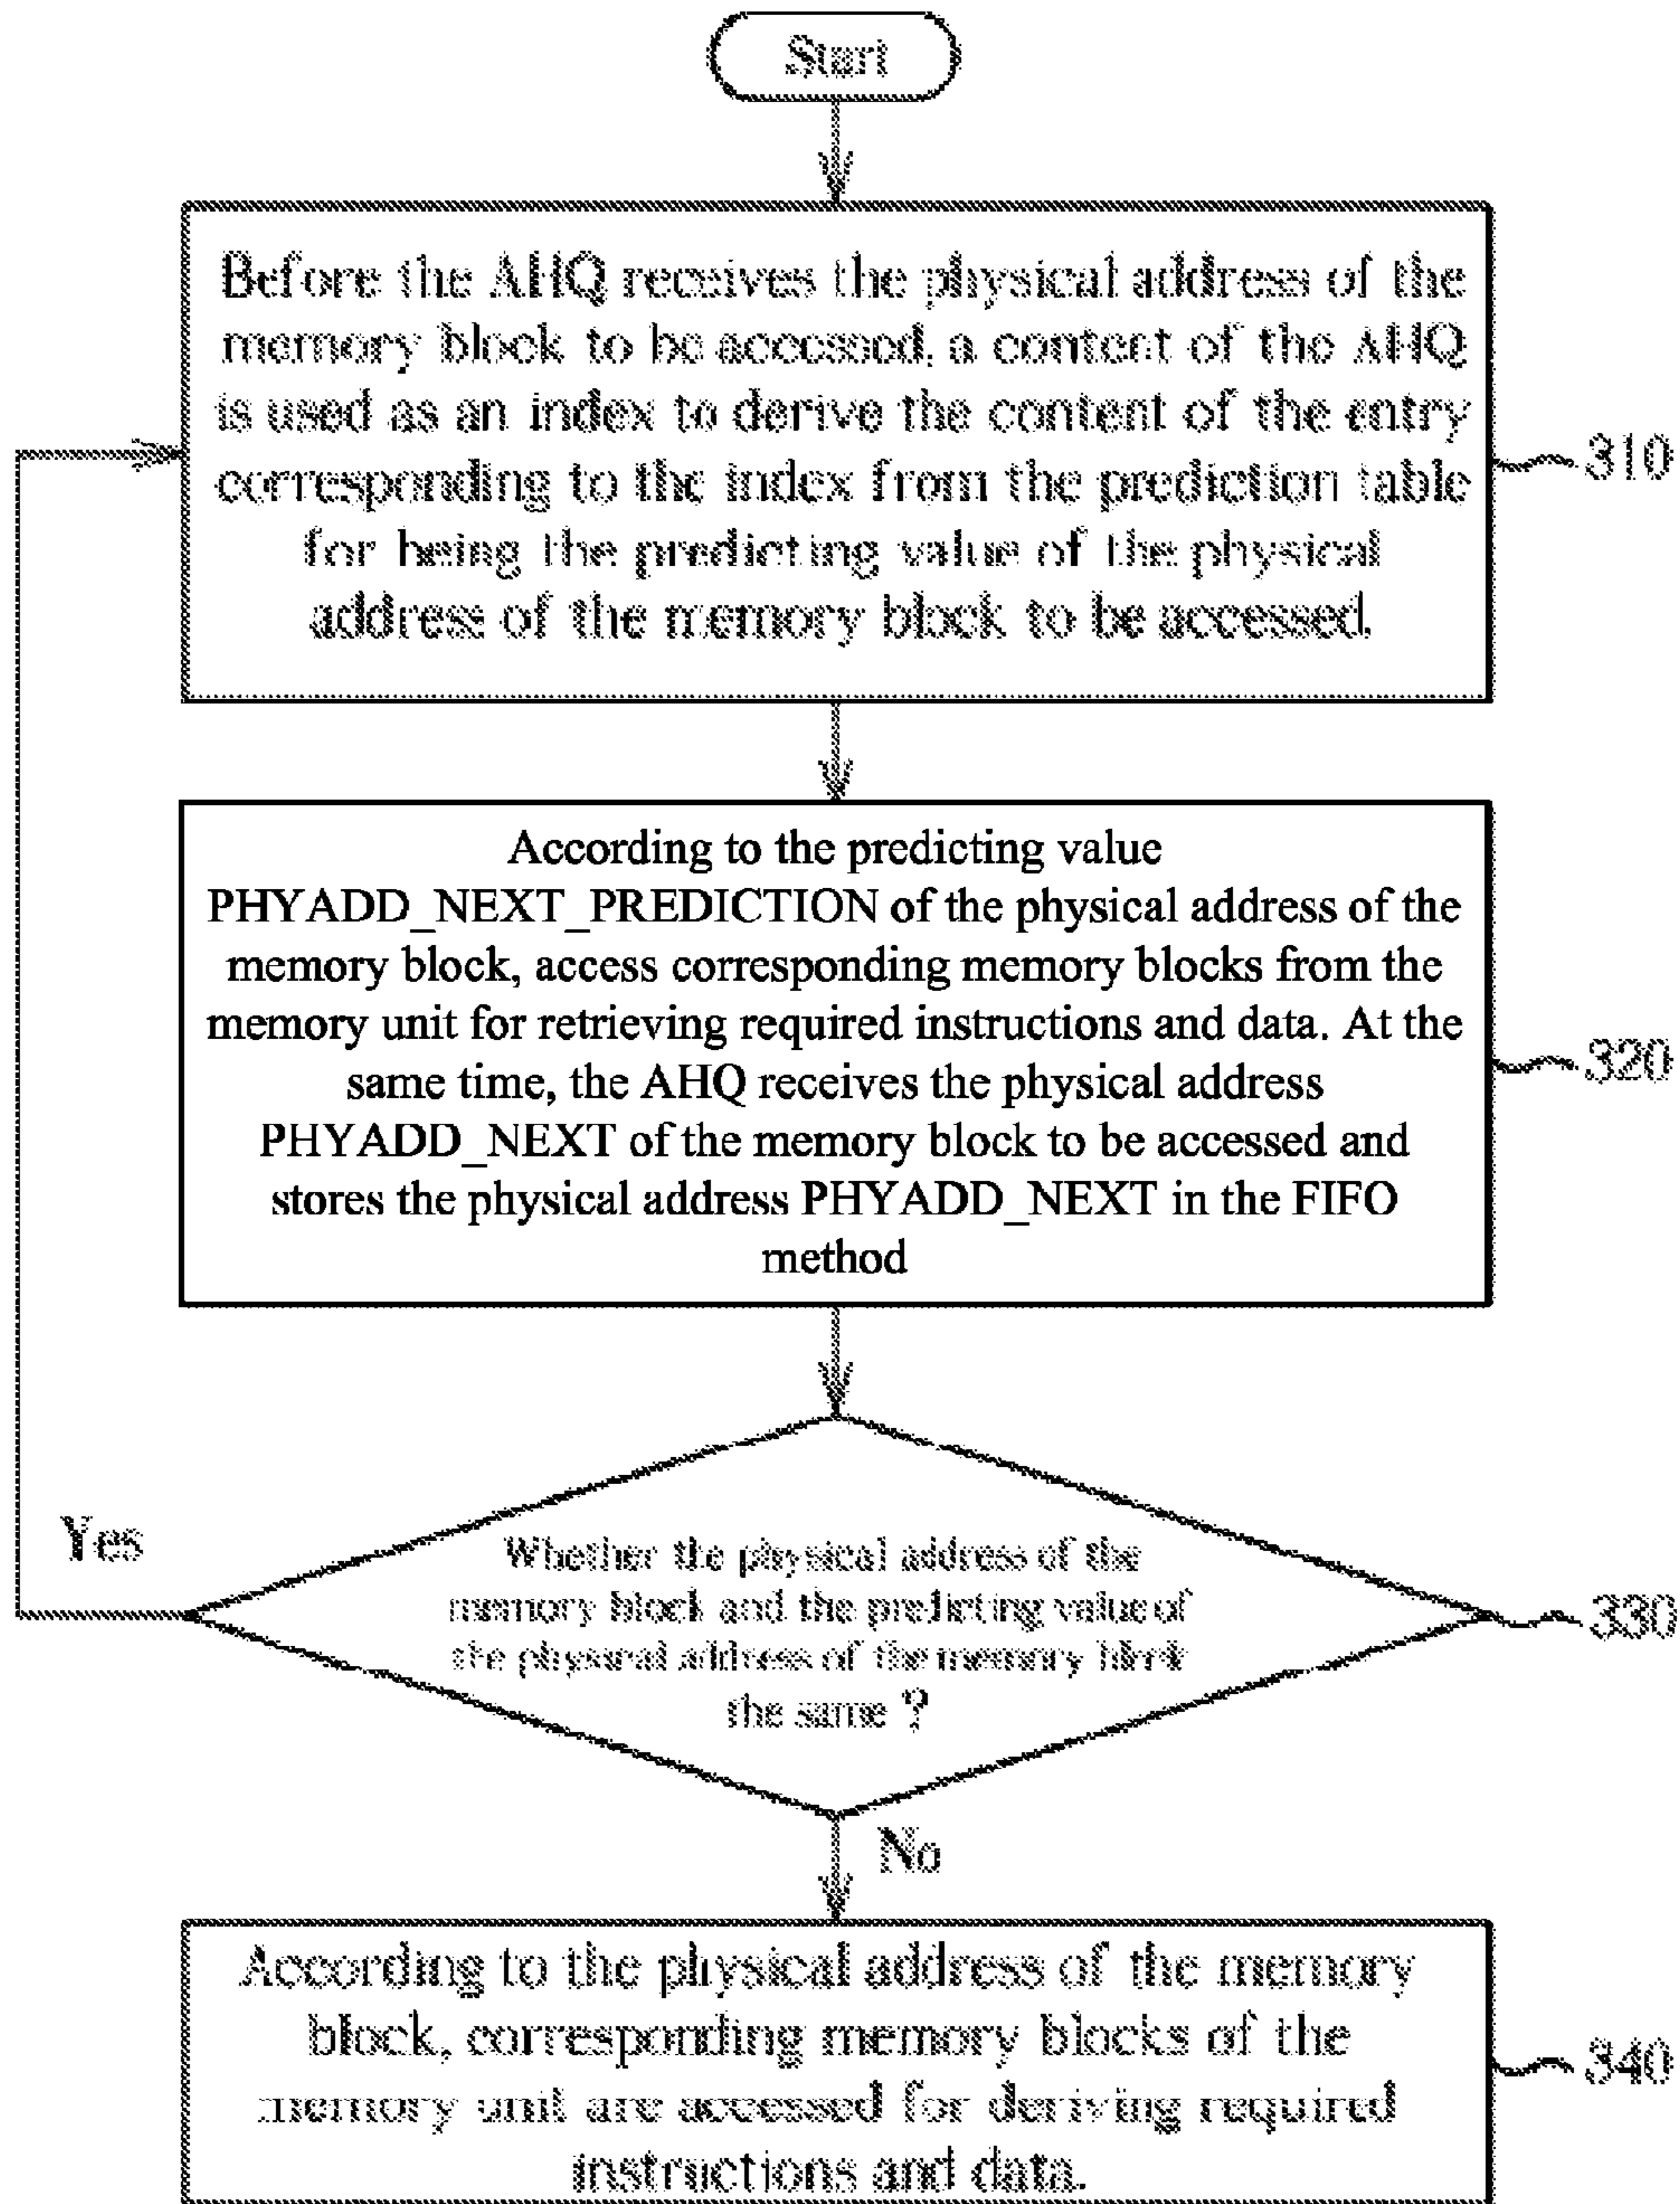 Start
Before the AHQ receives the physical address of the
memory block to be accessed, a content of the AHQ
is used as an index to derive the content of the entry
corresponding to the index from the prediction table
for being the predicting value of the physical
address of the memory block to be accessed.
310
According to the predicting value
PHYADD_NEXT_PREDICTION of the physical address of the
memory block, access corresponding memory blocks from the
memory unit for retrieving required instructions and data. At the
same time, the AHQ receives the physical address
PHYADD_NEXT of the memory block to be accessed and
stores the physical address PHYADD_NEXT in the FIFO
method
320
Yes
Whether the physical address of the
memory block and the predicting value of
the physical address of the memory block
the same ?
330
No
According to the physical address of the memory
block, corresponding memory blocks of the
memory unit are accessed for deriving required
instructions and data.
340